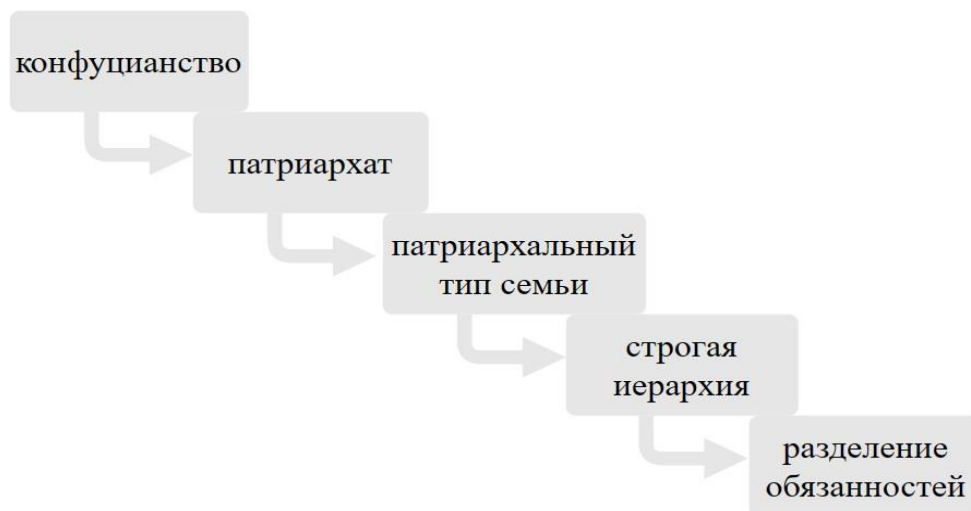 конфуцианство
патриархат
патриархальный
тип семьи
строгая
иерархия
разделение
обязанностей